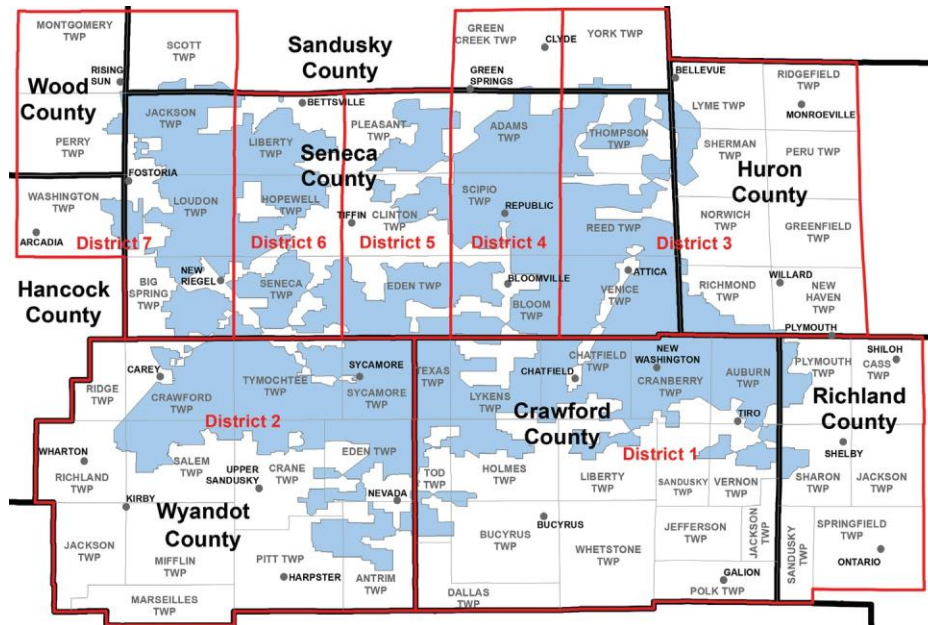 MONTGOMERY
TWP
SCOTT
TWP
Sandusky
County
GREEN
CREEK TWP
CLYDE
YORK TWP
RISING
SUN
Wood
County
GREEN
SPRINGS
BELLEVUE
RIDGEFIELD
TWP
BETTSVILLE
JACKSON
TWP
LYME TWP
MONROEVILLE
PERRY
TWP
LIBERTY
TWP
PLEASANT
TWP
ADAMS
TWP
THOMPSON
TWP
SHERMAN
TWP
PERU TWP
Seneca
County
Huron
County
FOSTORIA
WASHINGTON
TWP
LOUDON
TWP
HOPEWELL
TWP
SCIPIO
TWP
REPUBLIC
TIFFIN
CLINTON
TWP
REED TWP
NORWICH
TWP
GREENFIELD
TWP
ARCADIA
District 7
District 6
District 5
District 4
District 3
NEW
RIEGEL
BIG
SPRING
TWP
SENECA
TWP
EDEN TWP
BLOOMVILLE
BLOOM
TWP
ATTICA
VENICE
TWP
RICHMOND
TWP
WILLARD
NEW
HAVEN
TWP
Hancock
County
PLYMOUTH
RIDGE
TWP
CAREY
CRAWFORD
TWP
TYMOCHTEE
TWP
SYCAMORE
SYCAMORE
TWP
TEXAS
TWP
LYKENS
TWP
CHATFIELD
TWP
CHATFIELD
NEW
WASHINGTON
CRANBERRY
TWP
AUBURN
TWP
PLYMOUTH
TWP
SHILOH
CASS
TWP
Richland
County
Crawford
County
TIRO
District 2
District 1
WHARTON
RICHLAND
TWP
SALEM
TWP
UPPER
SANDUSKY
CRANE
TWP
EDEN TWP
TOD
TWP
HOLMES
TWP
LIBERTY
TWP
SANDUSKY
TWP
VERNON
TWP
SHELBY
SHARON
TWP
JACKSON
TWP
KIRBY
NEVADA
Wyandot
County
BUCYRUS
BUCYRUS
TWP
WHETSTONE
TWP
JEFFERSON
TWP
JACKSON
TWP
SANDUSKY
TWP
SPRINGFIELD
TWP
ONTARIO
JACKSON
TWP
MIFFLIN
TWP
PITT TWP
HARPSTER
ANTRIM
TWP
GALION
POLK TWP
MARSEILLES
TWP
DALLAS
TWP